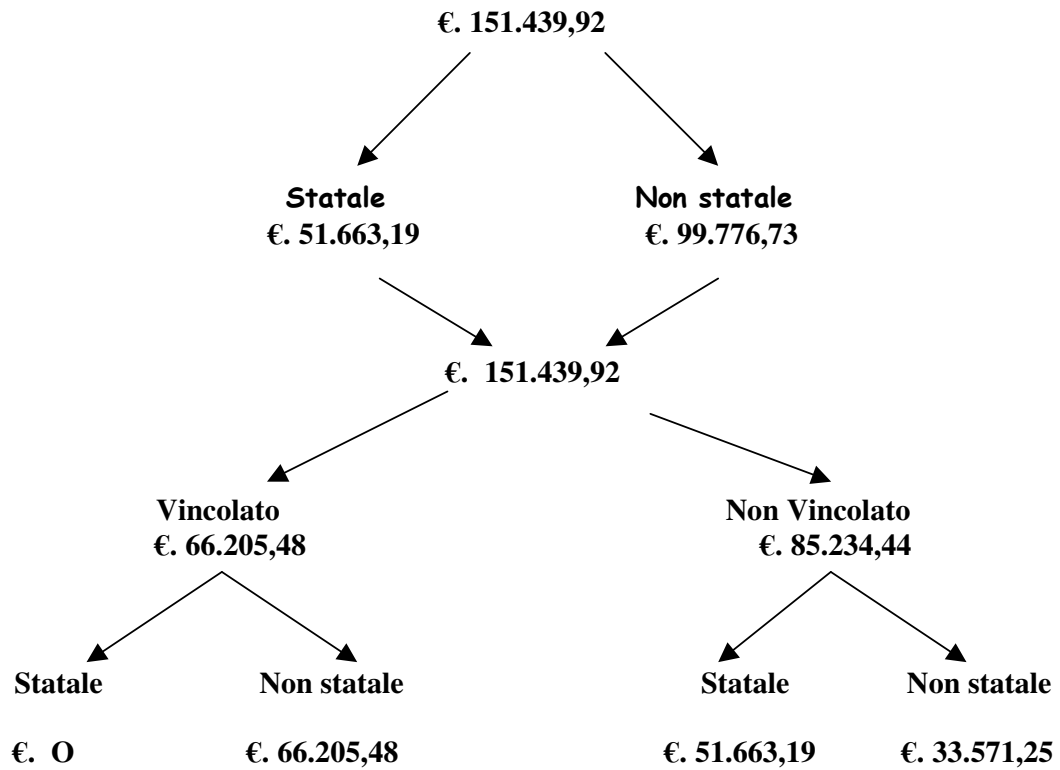 €. 151.439,92
Statale
€. 51.663,19
Non statale
€. 99.776,73
€. 151.439,92
Vincolato
€. 66.205,48
Non Vincolato
€. 85.234,44
Statale
€. O
Non statale
€. 66.205,48
Statale
€. 51.663,19
Non statale
€. 33.571,25